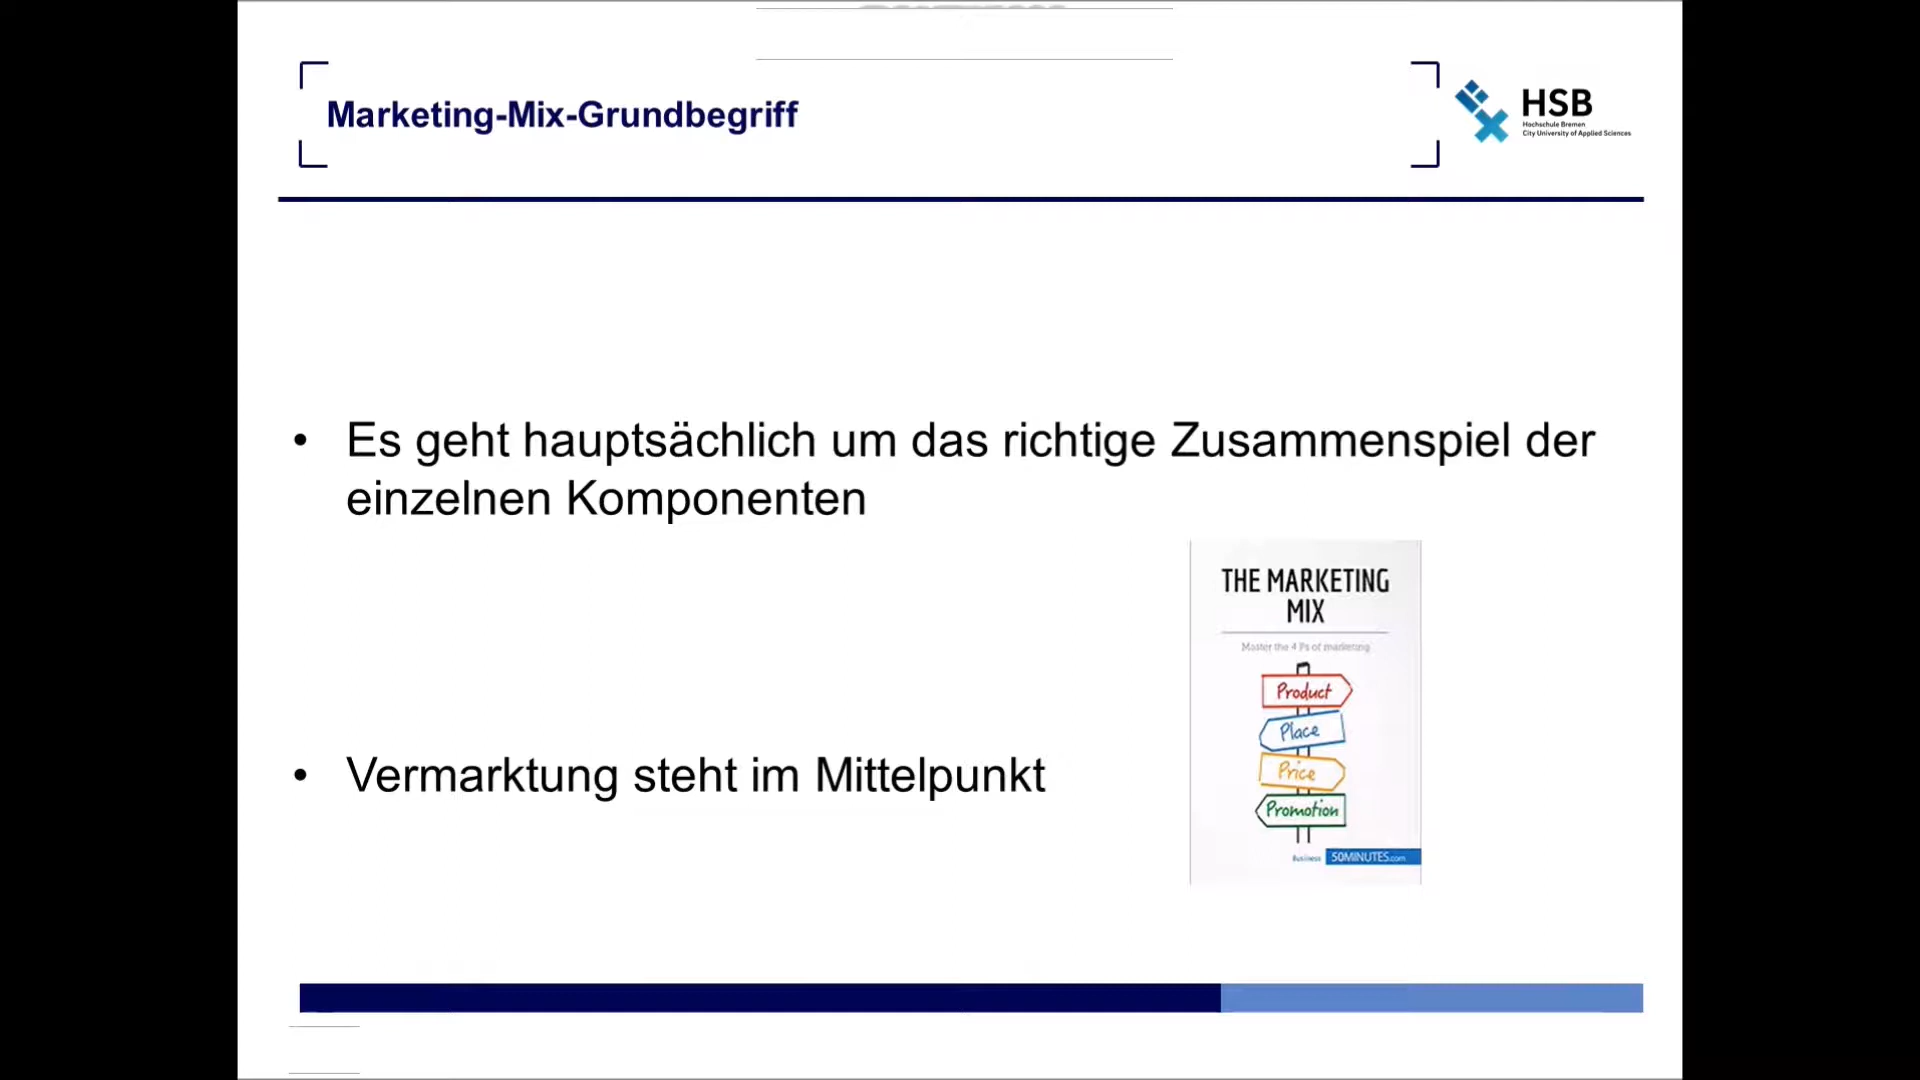 Marketing-Mix-Grundbegriff
HSB
Hochschule Bremen
City University of Applied Sciences
• Es geht hauptsächlich um das richtige Zusammenspiel der
einzelnen Komponenten
• Vermarktung steht im Mittelpunkt
THE MARKETING
MIX
Master the 4 Ps of marketing
Product
Place
Price
Promotion
Business 50MINUTES.com